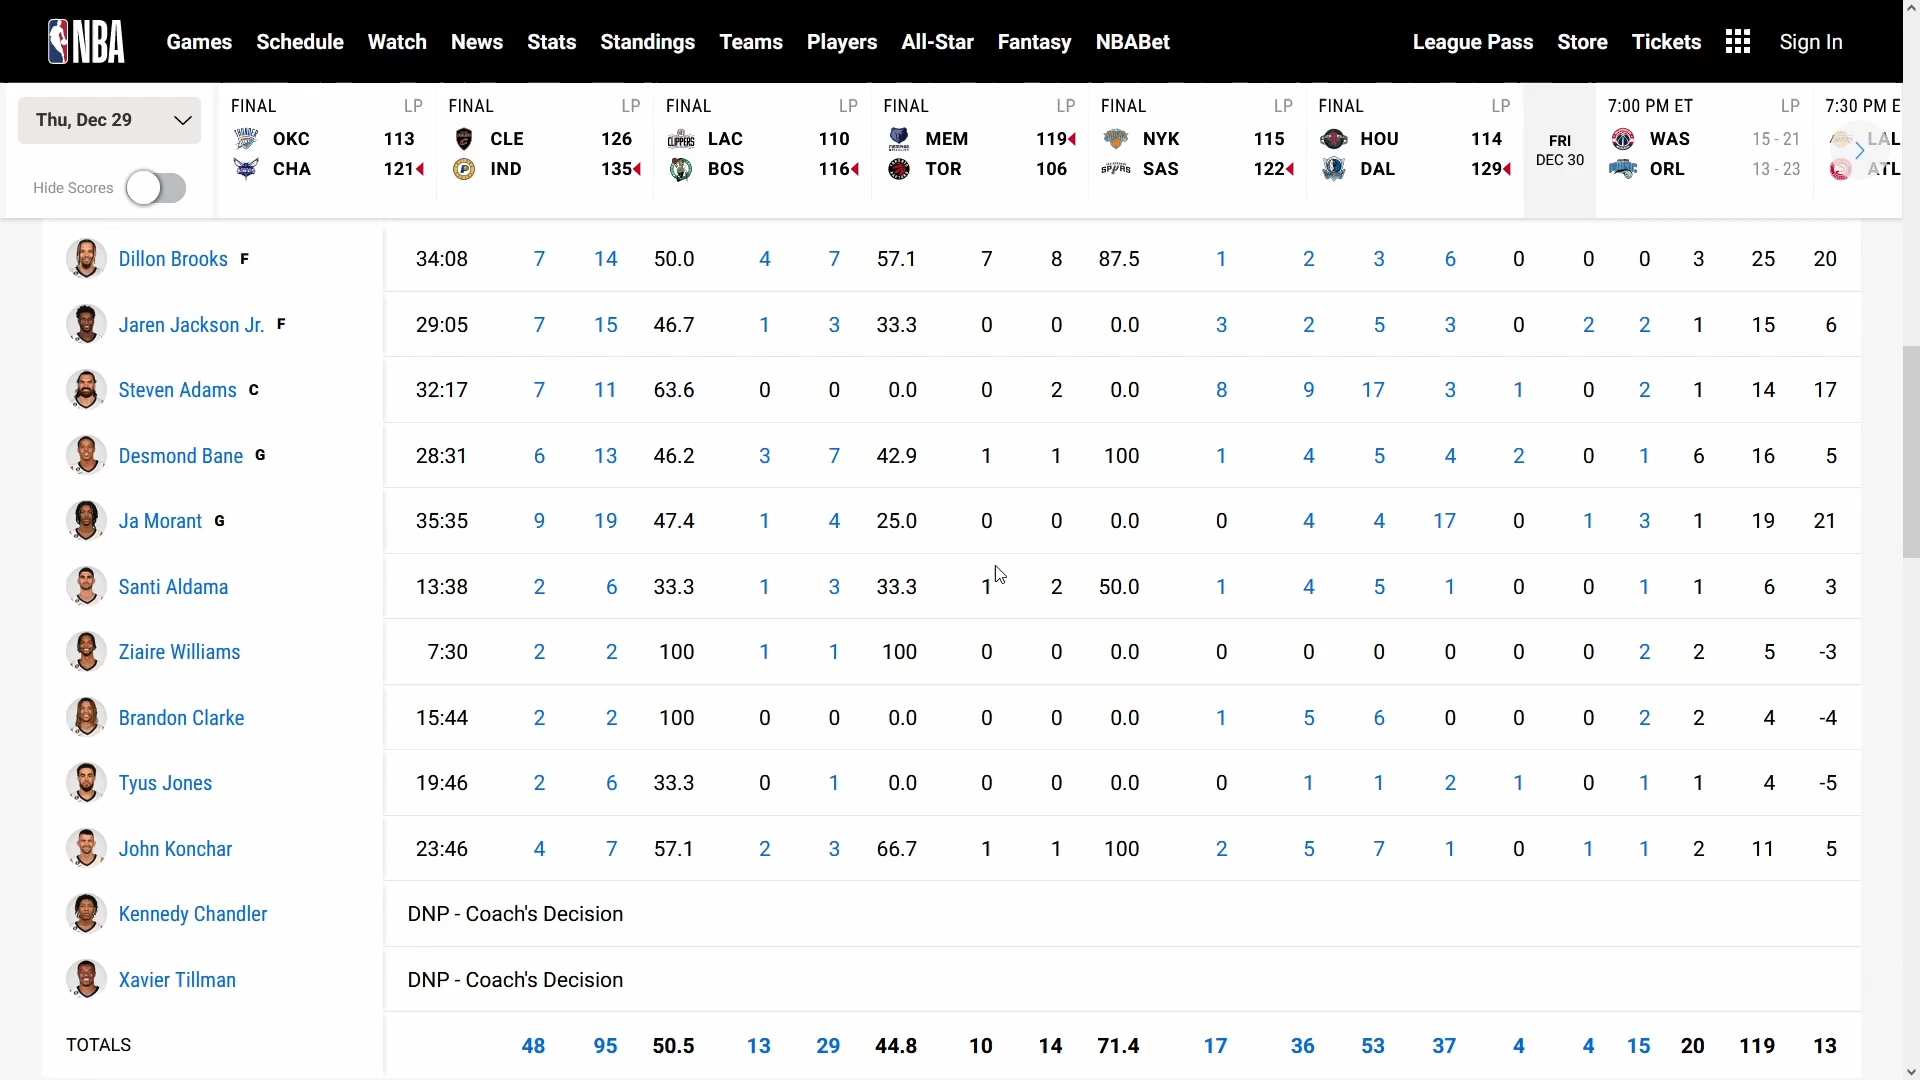 NBA Games Schedule Watch News Stats Standings Teams Players All-Star Fantasy NBABet League Pass Store Tickets Sign In
Thu, Dec 29
Hide Scores
FINAL LP
OKC 113
CHA 121
FINAL LP
CLE 126
IND 135
FINAL LP
LAC 110
BOS 116
FINAL LP
MEM 119
TOR 106
FINAL LP
NYK 115
SAS 122
FINAL LP
HOU 114
DAL 129
FRI
DEC 30
7:00 PM ET LP
WAS 15 - 21
ORL 13 - 23
7:30 PM E
LAL
ATL
Dillon Brooks F 34:08 7 14 50.0 4 7 57.1 7 8 87.5 1 2 3 6 0 0 0 3 25 20
Jaren Jackson Jr. F 29:05 7 15 46.7 1 3 33.3 0 0 0.0 3 2 5 3 0 2 2 1 15 6
Steven Adams C 32:17 7 11 63.6 0 0 0.0 0 2 0.0 8 9 17 3 1 0 2 1 14 17
Desmond Bane G 28:31 6 13 46.2 3 7 42.9 1 1 100 1 4 5 4 2 0 1 6 16 5
Ja Morant G 35:35 9 19 47.4 1 4 25.0 0 0 0.0 0 4 4 17 0 1 3 1 19 21
Santi Aldama 13:38 2 6 33.3 1 3 33.3 1 2 50.0 1 4 5 1 0 0 1 1 6 3
Ziaire Williams 7:30 2 2 100 1 1 100 0 0 0.0 0 0 0 0 0 0 2 2 5 -3
Brandon Clarke 15:44 2 2 100 0 0 0.0 0 0 0.0 1 5 6 0 0 0 2 2 4 -4
Tyus Jones 19:46 2 6 33.3 0 1 0.0 0 0 0.0 0 1 1 2 1 0 1 1 4 -5
John Konchar 23:46 4 7 57.1 2 3 66.7 1 1 100 2 5 7 1 0 1 1 2 11 5
Kennedy Chandler DNP - Coach's Decision
Xavier Tillman DNP - Coach's Decision
TOTALS 48 95 50.5 13 29 44.8 10 14 71.4 17 36 53 37 4 4 15 20 119 13